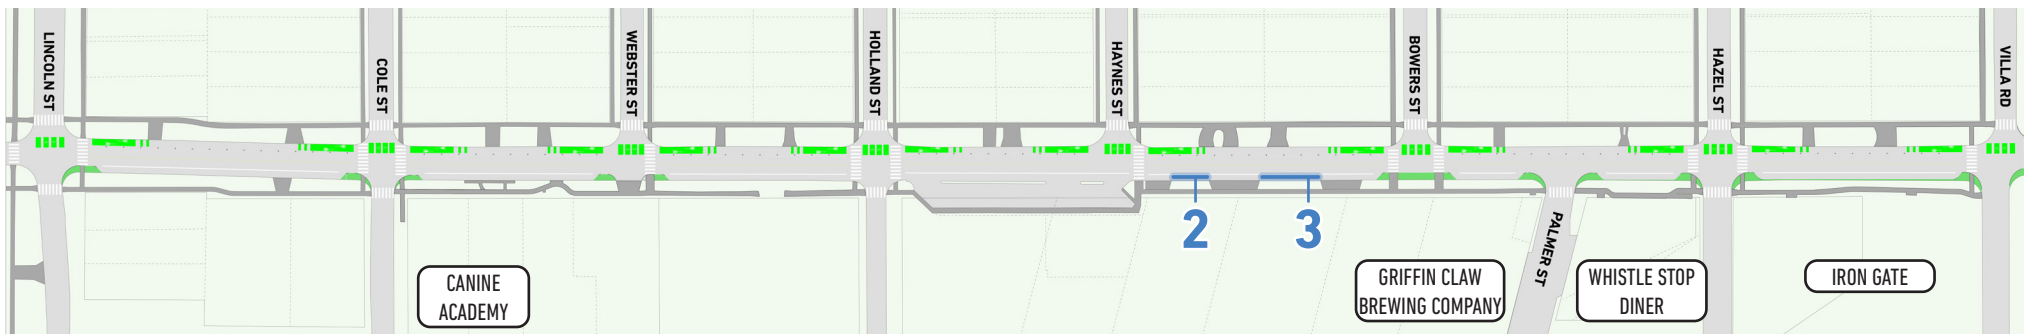 LINCOLN ST
COLE ST
WEBSTER ST
HOLLAND ST
HAYNES ST
BOWERS ST
HAZEL ST
VILLA RD
2
3
PALMER ST
CANINE
ACADEMY
GRIFFIN CLAW
BREWING COMPANY
WHISTLE STOP
DINER
IRON GATE